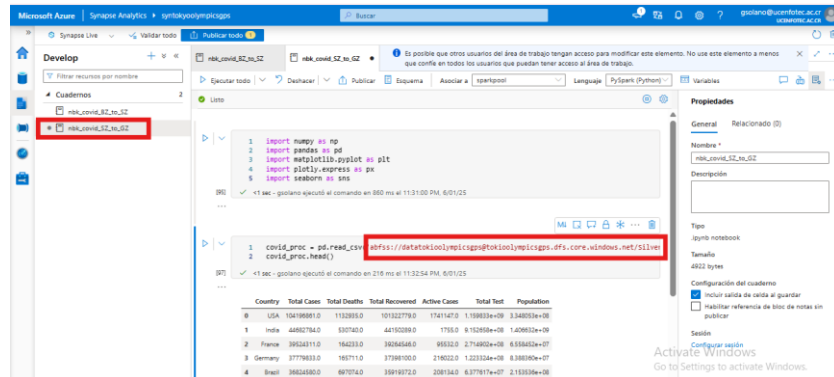 Microsoft Azure | Synapse Analytics > syntokyolympicsgps
Buscar
gsolano@ucenfotec.ac.cr
UCENFOTEC.AC.CR
Synapse Live
Validar todo
Publicar todo 1
Develop
Filtrar recursos por nombre
Cuadernos 2
nbk_covid_BZ_to_SZ
nbk_covid_SZ_to_GZ
nbk_covid_BZ_to_SZ
nbk_covid_SZ_to_GZ
Es posible que otros usuarios del área de trabajo tengan acceso para modificar este elemento. No use este elemento a menos
que confíe en todos los usuarios que puedan tener acceso al área de trabajo.
Ejecutar todo
Deshacer
Publicar
Esquema
Asociar a
sparkpool
Lenguaje
PySpark (Python)
Variables
Listo
1 import numpy as np
2 import pandas as pd
3 import matplotlib.pyplot as plt
4 import plotly.express as px
5 import seaborn as sns
[95]
<1 sec - gsolano ejecutó el comando en 860 ms el 11:31:00 PM, 6/01/25
1 covid_proc = pd.read_csv('abfss://datatokioolympicsgps@tokioolympicsgps.dfs.core.windows.net/Silver
2 covid_proc.head()
[97]
<1 sec - gsolano ejecutó el comando en 216 ms el 11:32:54 PM, 6/01/25
Country Total Cases Total Deaths Total Recovered Active Cases Total Test Population
0 USA 104196861.0 1132935.0 101322779.0 1741147.0 1.159833e+09 3.348053e+08
1 India 44682784.0 530740.0 44150289.0 1755.0 9.152658e+08 1.406632e+09
2 France 39524311.0 164233.0 39264546.0 95532.0 2.714902e+08 6.558452e+07
3 Germany 37779833.0 165711.0 37398100.0 216022.0 1.223324e+08 8.388360e+07
4 Brazil 36824580.0 697074.0 35919372.0 208134.0 6.377617e+07 2.153536e+08
Propiedades
General
Relacionado (0)
Nombre *
nbk_covid_SZ_to_GZ
Descripción
Tipo
.ipynb notebook
Tamaño
4922 bytes
Configuración del cuaderno
Incluir salida de celda al guardar
Habilitar referencia de bloc de notas sin
publicar
Sesión
Configurar sesión
Activate Windows
Go to Settings to activate Windows.